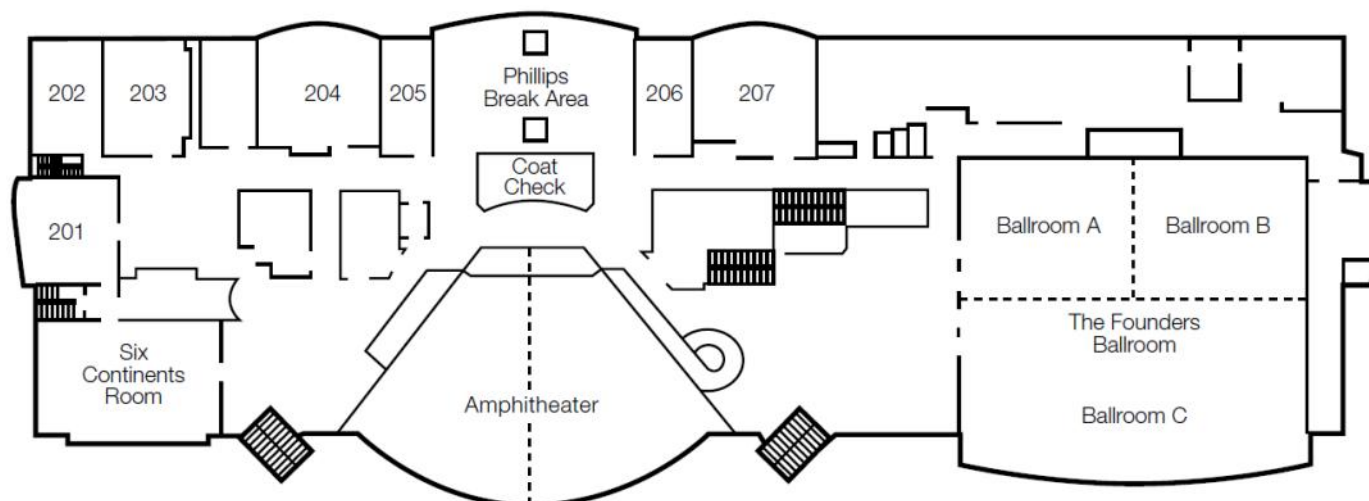 202
203
204
205
Phillips
Break Area
206
207
Coat
Check
201
Ballroom A
Ballroom B
The Founders
Ballroom
Six
Continents
Room
Amphitheater
Ballroom C